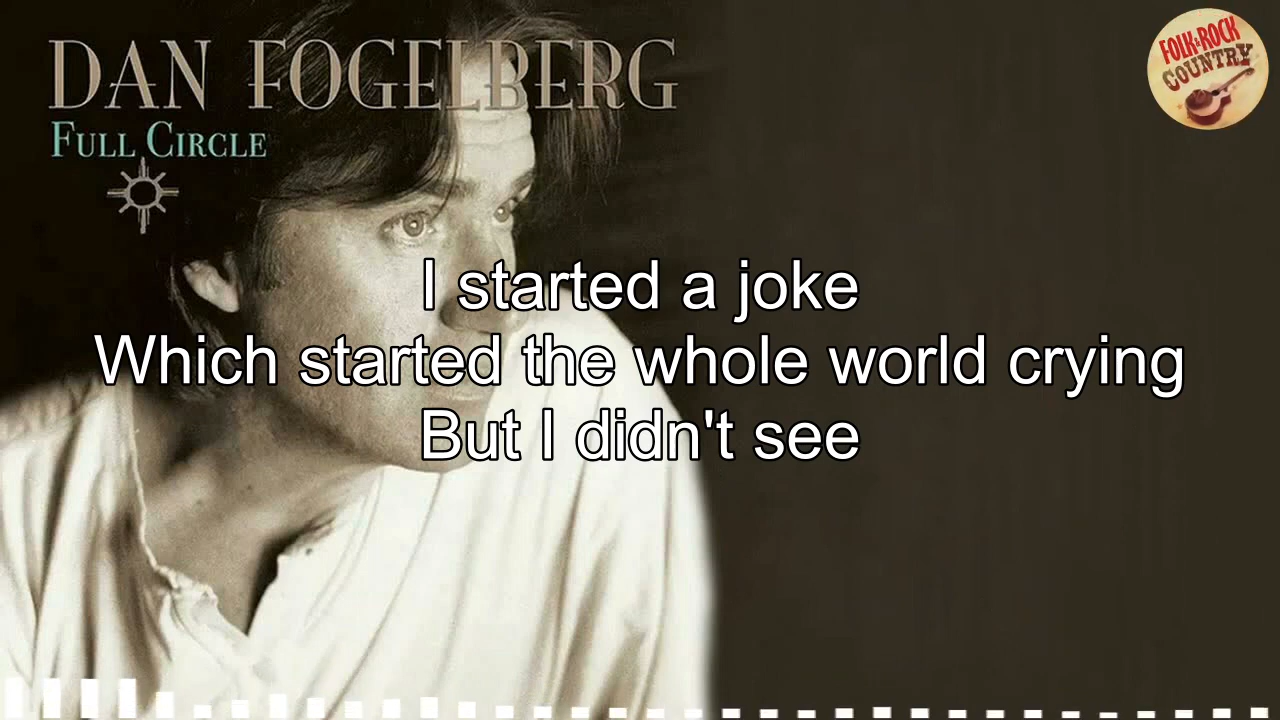 DAN FOGELBERG
FULL CIRCLE
FOLK-ROCK
COUNTRY
I started a joke
Which started the whole world crying
But I didn't see